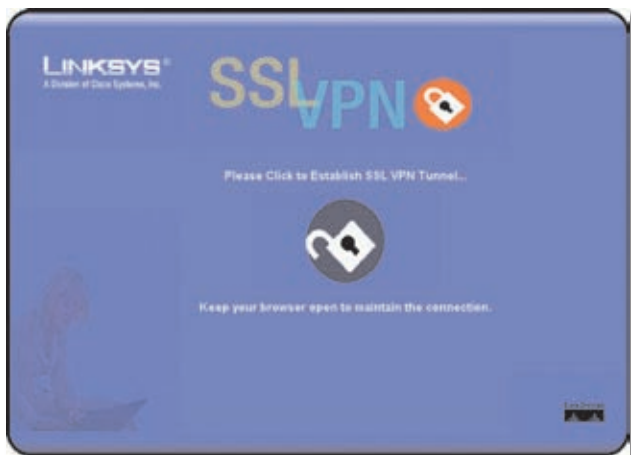 LINKSYS®
A Division of Cisco Systems, Inc.
SSL VPN
Please Click to Establish SSL VPN Tunnel...
Keep your browser open to maintain the connection.